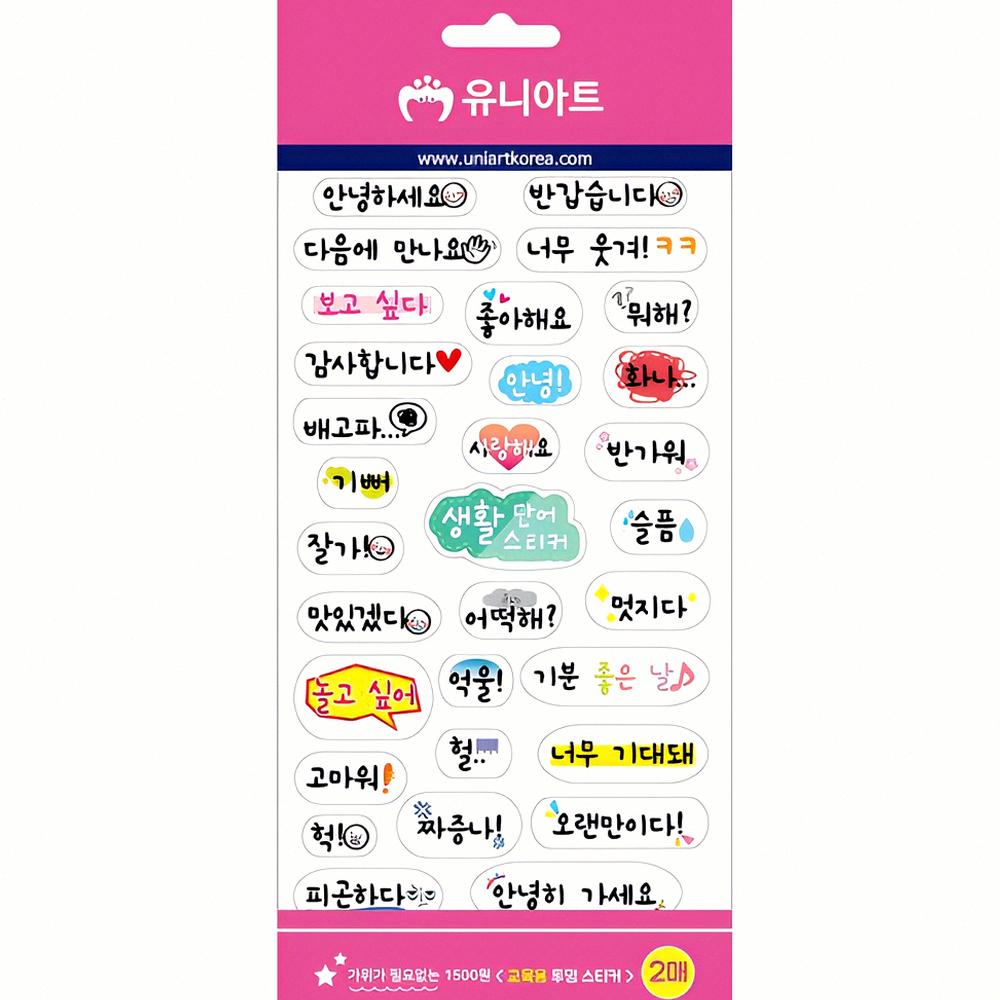 유니아트
www.uniartkorea.com
안녕하세요
반갑습니다
다음에 만나요
너무 웃겨!ㅋㅋ
보고 싶다
좋아해요
뭐해?
감사합니다
안녕!
화나...
배고파...
사랑해요
반가워
기뻐
생활 만어
스티커
슬픔
잘가!
맛있겠다
어떡해?
멋지다
놀고 싶어
억울!
기분 좋은 날
헐..
너무 기대돼
고마워!
헉!
짜증나!
오랜만이다!
피곤하다
안녕히 가세요
가위가 필요없는 1500원 < 교육용 투명 스티커 > 2매